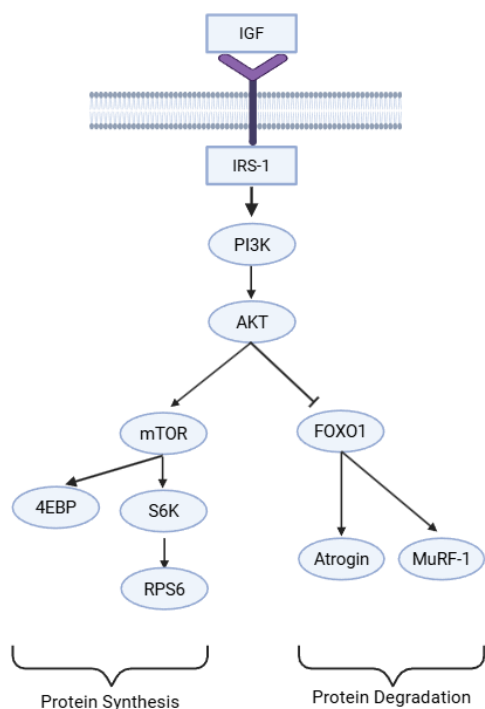 IGF
IRS-1
PI3K
AKT
mTOR
FOXO1
4EBP
S6K
Atrogin
MuRF-1
RPS6
Protein Synthesis
Protein Degradation